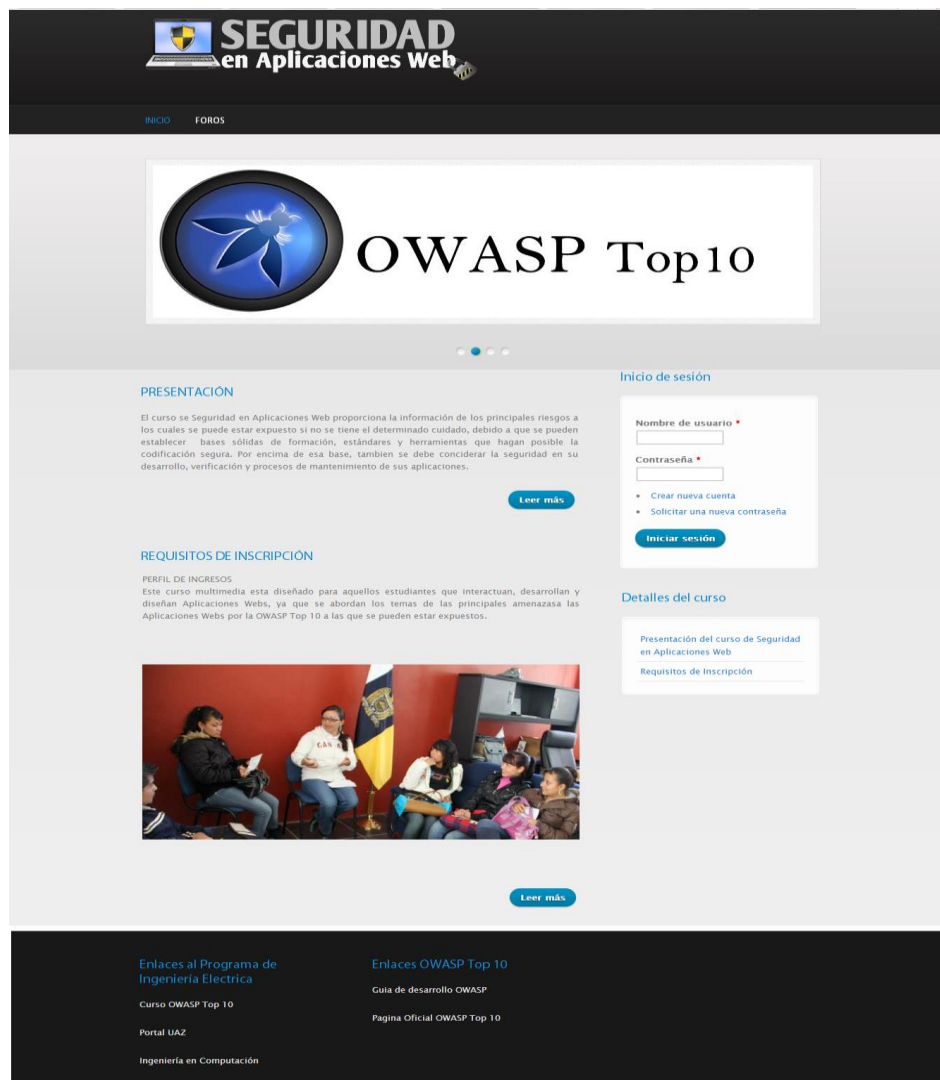 SEGURIDAD
en Aplicaciones Web
INICIO FOROS
OWASP Top10
PRESENTACIÓN
El curso se Seguridad en Aplicaciones Web proporciona la información de los principales riesgos a
los cuales se puede estar expuesto si no se tiene el determinado cuidado, debido a que se pueden
establecer bases sólidas de formación, estándares y herramientas que hagan posible la
codificación segura. Por encima de esa base, tambien se debe conciderar la seguridad en su
desarrollo, verificación y procesos de mantenimiento de sus aplicaciones.
Leer más
REQUISITOS DE INSCRIPCIÓN
PERFIL DE INGRESOS
Este curso multimedia esta diseñado para aquellos estudiantes que interactuan, desarrollan y
diseñan Aplicaciones Webs, ya que se abordan los temas de las principales amenazasa las
Aplicaciones Webs por la OWASP Top 10 a las que se pueden estar expuestos.
Leer más
Inicio de sesión
Nombre de usuario *
Contraseña *
Crear nueva cuenta
Solicitar una nueva contraseña
Iniciar sesión
Detalles del curso
Presentación del curso de Seguridad
en Aplicaciones Web
Requisitos de Inscripción
Enlaces al Programa de
Ingeniería Electrica
Curso OWASP Top 10
Portal UAZ
Ingeniería en Computación
Enlaces OWASP Top 10
Guia de desarrollo OWASP
Pagina Oficial OWASP Top 10